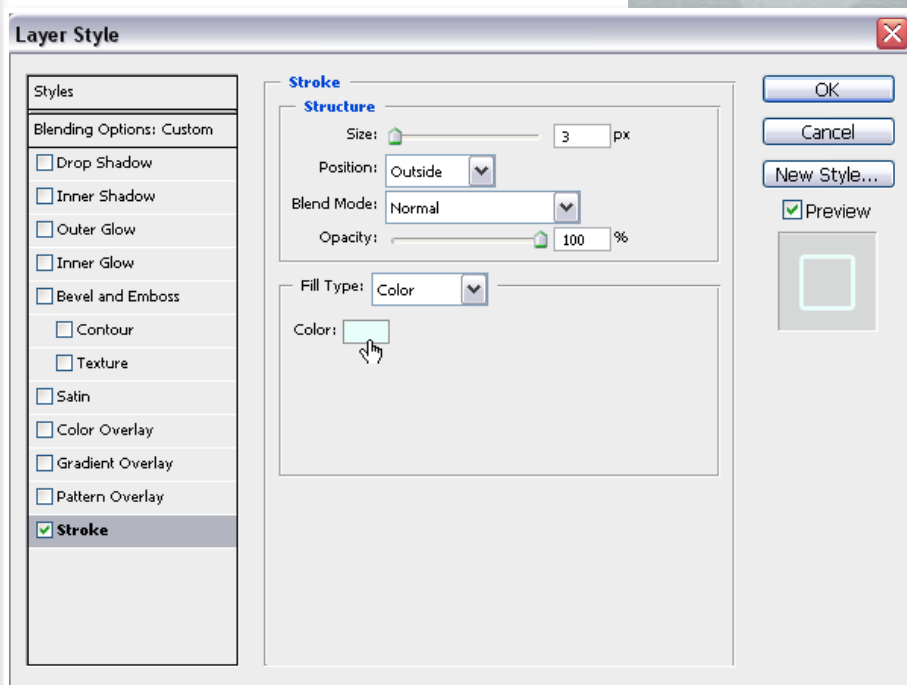 Layer Style
Styles
Blending Options: Custom
Drop Shadow
Inner Shadow
Outer Glow
Inner Glow
Bevel and Emboss
Contour
Texture
Satin
Color Overlay
Gradient Overlay
Pattern Overlay
Stroke
Stroke
Structure
Size: 3 px
Position: Outside
Blend Mode: Normal
Opacity: 100 %
Fill Type: Color
Color:
OK
Cancel
New Style...
Preview